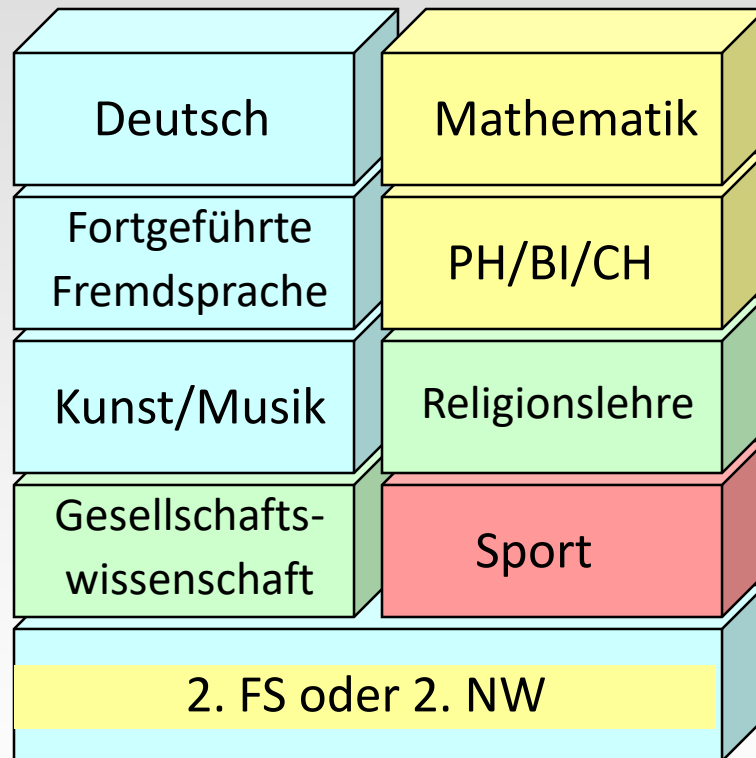 Deutsch
Mathematik
Fortgeführte
Fremdsprache
PH/BI/CH
Kunst/Musik
Religionslehre
Gesellschafts-
wissenschaft
Sport
2. FS oder 2. NW